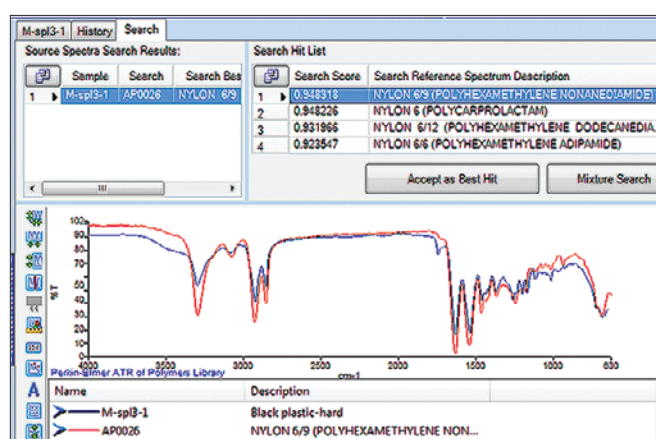 M-spl3-1 History Search
Source Spectra Search Results:
Sample Search Search Bes
1 M-spl3-1 AP0026 NYLON 6/9
Search Hit List
Search Score Search Reference Spectrum Description
1 0.948318 NYLON 6/9 (POLYHEXAMETHYLENE NONANEDIAMIDE)
2 0.948226 NYLON 6 (POLYCARPROLACTAM)
3 0.931966 NYLON 6/12 (POLYHEXAMETHYLENE DODECANEDIA.
4 0.923547 NYLON 6/6 (POLYHEXAMETHYLENE ADIPAMIDE)
Accept as Best Hit Mixture Search
%T
102
90
80
70
60
50
40
30
20
10
0
4000 3500 3000 2500 2000 1500 1000 600
cm-1
Perkin-Elmer ATR of Polymers Library
Name Description
M-spl3-1 Black plastic-hard
AP0026 NYLON 6/9 (POLYHEXAMETHYLENE NON...